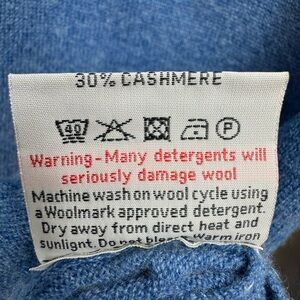 30% CASHMERE
40 P
Warning - Many detergents will
seriously damage wool
Machine wash on wool cycle using
a Woolmark approved detergent.
Dry away from direct heat and
sunlight. Do not bleach. Warm iron